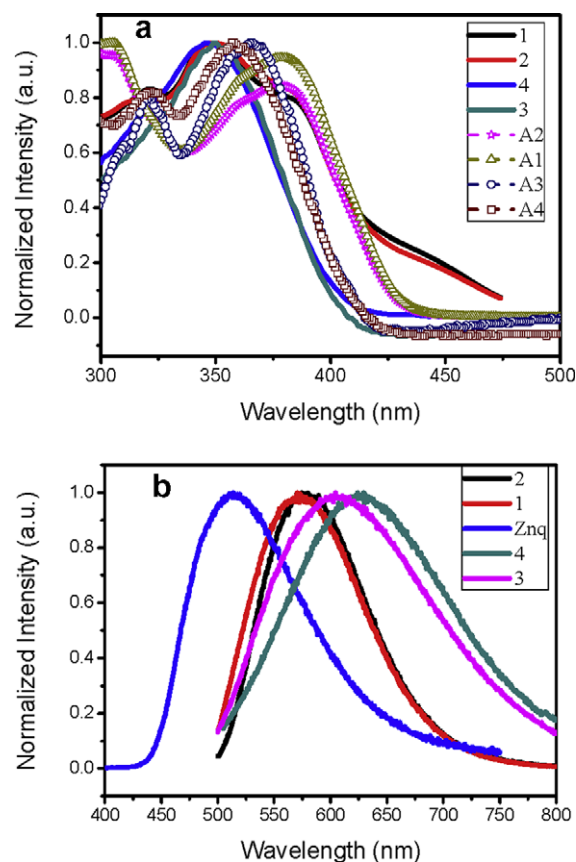 a
1
2
4
3
A2
A1
A3
A4
1.0
0.8
0.6
0.4
0.2
0.0
Normalized Intensity (a.u.)
300 350 400 450 500
Wavelength (nm)
b
2
1
Znq
4
3
1.0
0.8
0.6
0.4
0.2
0.0
Normalized Intensity (a.u.)
400 450 500 550 600 650 700 750 800
Wavelength (nm)